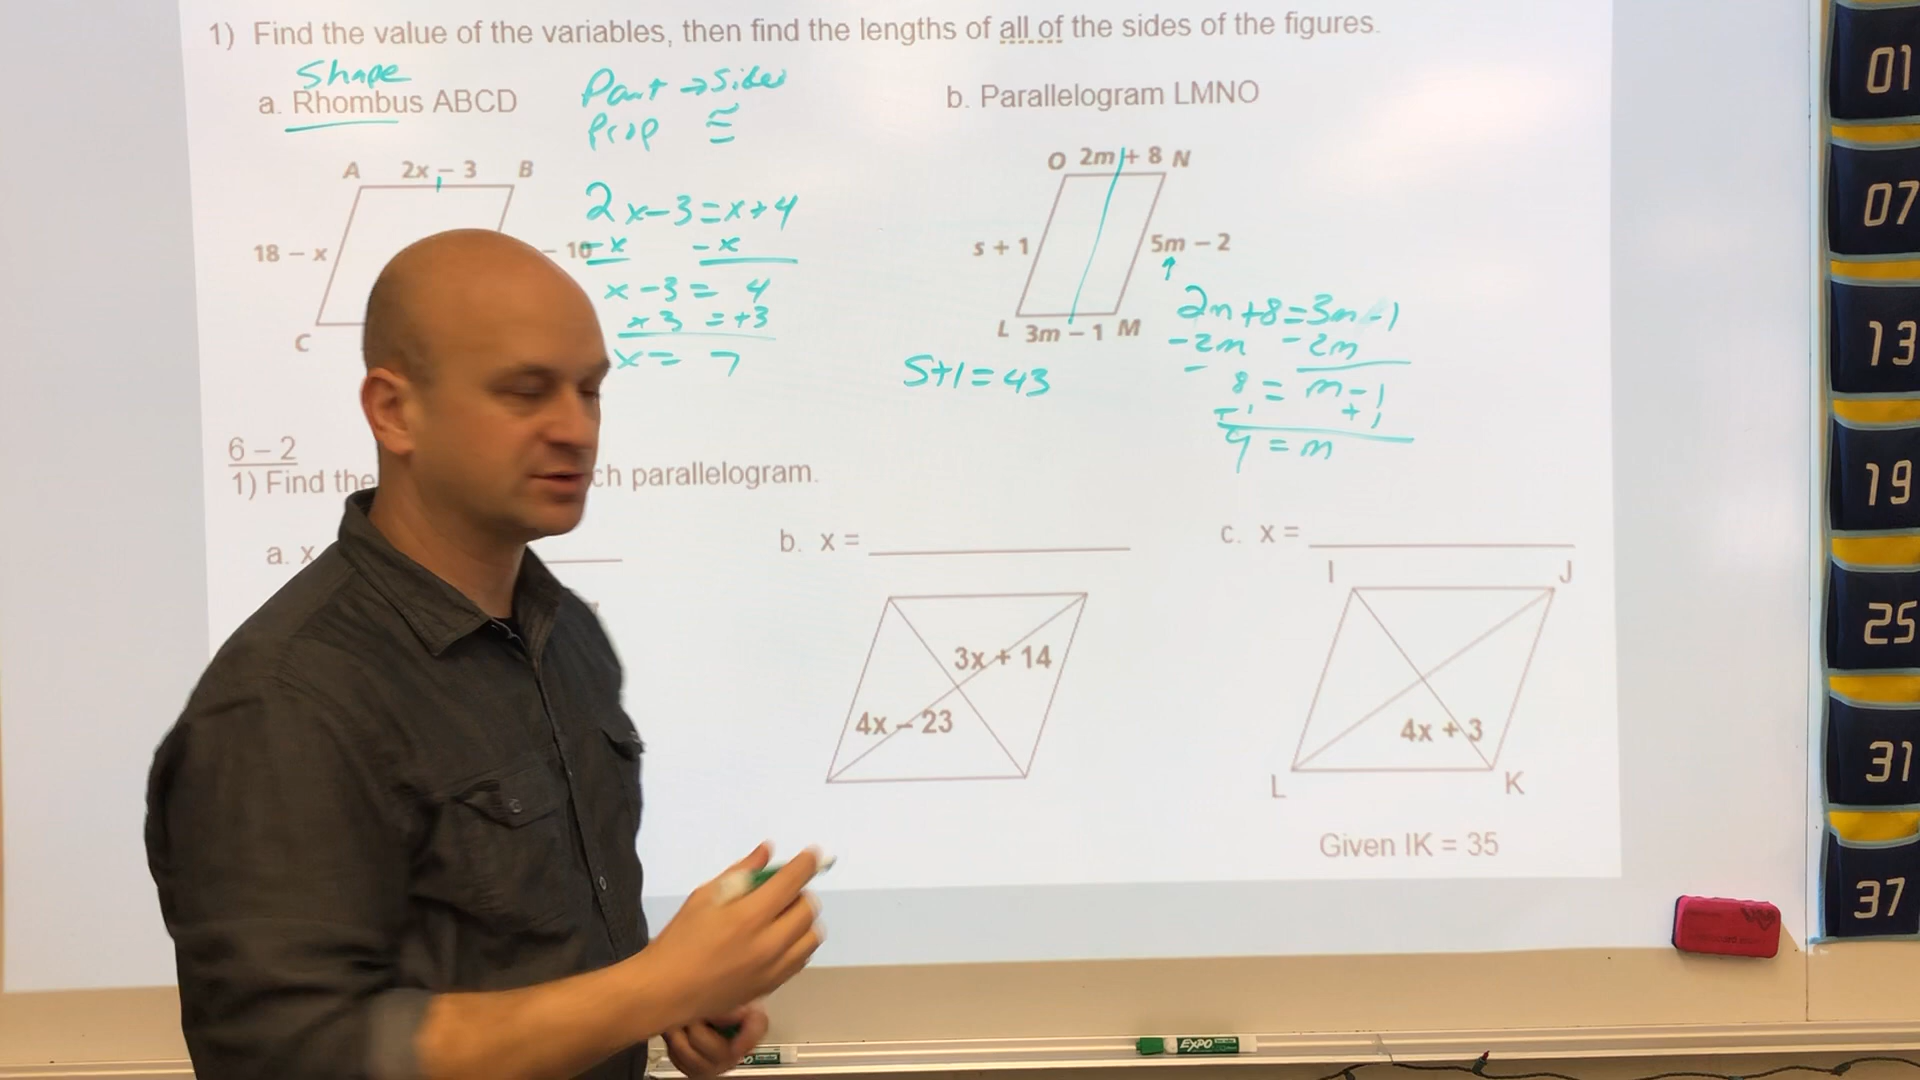 1) Find the value of the variables, then find the lengths of all of the sides of the figures.
Shape
a. Rhombus ABCD
Part → Sides
Prop ≅
b. Parallelogram LMNO
A 2x – 3 B
18 – x
– 10
C
2x – 3 = x + 4
– x – x
x – 3 = 4
+ 3 = + 3
x = 7
O 2m + 8 N
s + 1
5m – 2
L 3m – 1 M
S + 1 = 43
2m + 8 = 3m – 1
– 2m – 2m
8 = m – 1
+ 1 + 1
9 = m
6 – 2
1) Find the
ch parallelogram.
a. x
b. x =
3x + 14
4x – 23
c. x =
I J
4x + 3
L K
Given IK = 35
EXPO
01
07
13
19
25
31
37